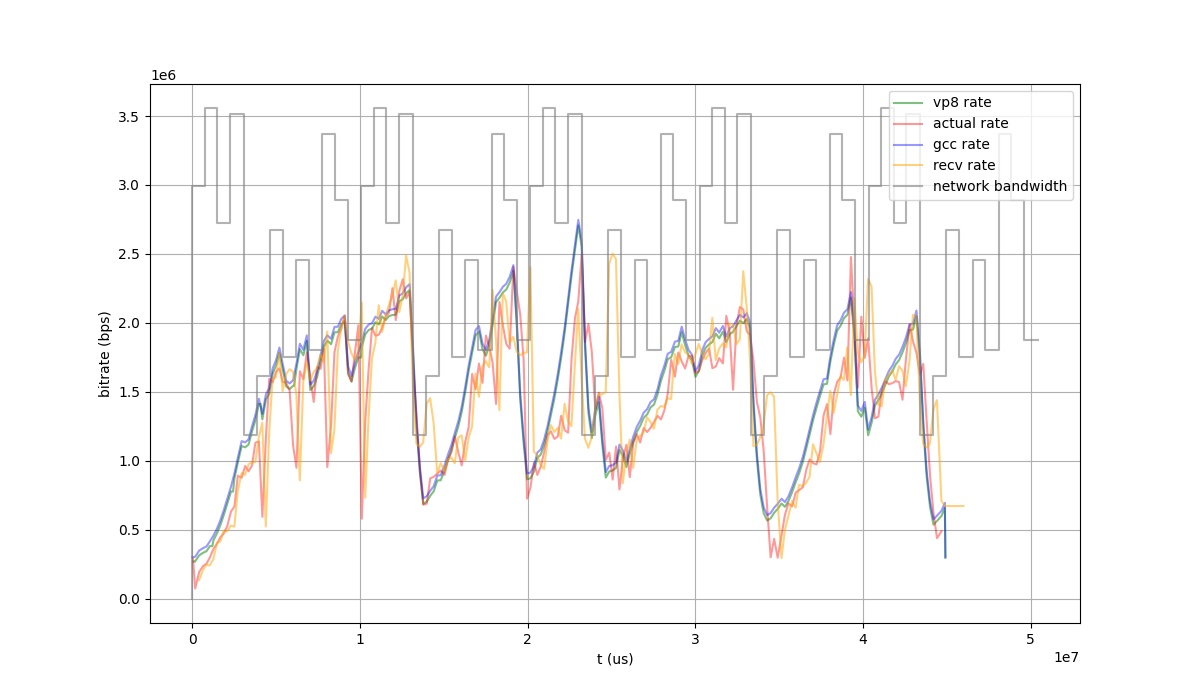 1e6
3.5
3.0
2.5
2.0
1.5
1.0
0.5
0.0
bitrate (bps)
vp8 rate
actual rate
gcc rate
recv rate
network bandwidth
0 1 2 3 4 5
t (us)
1e7